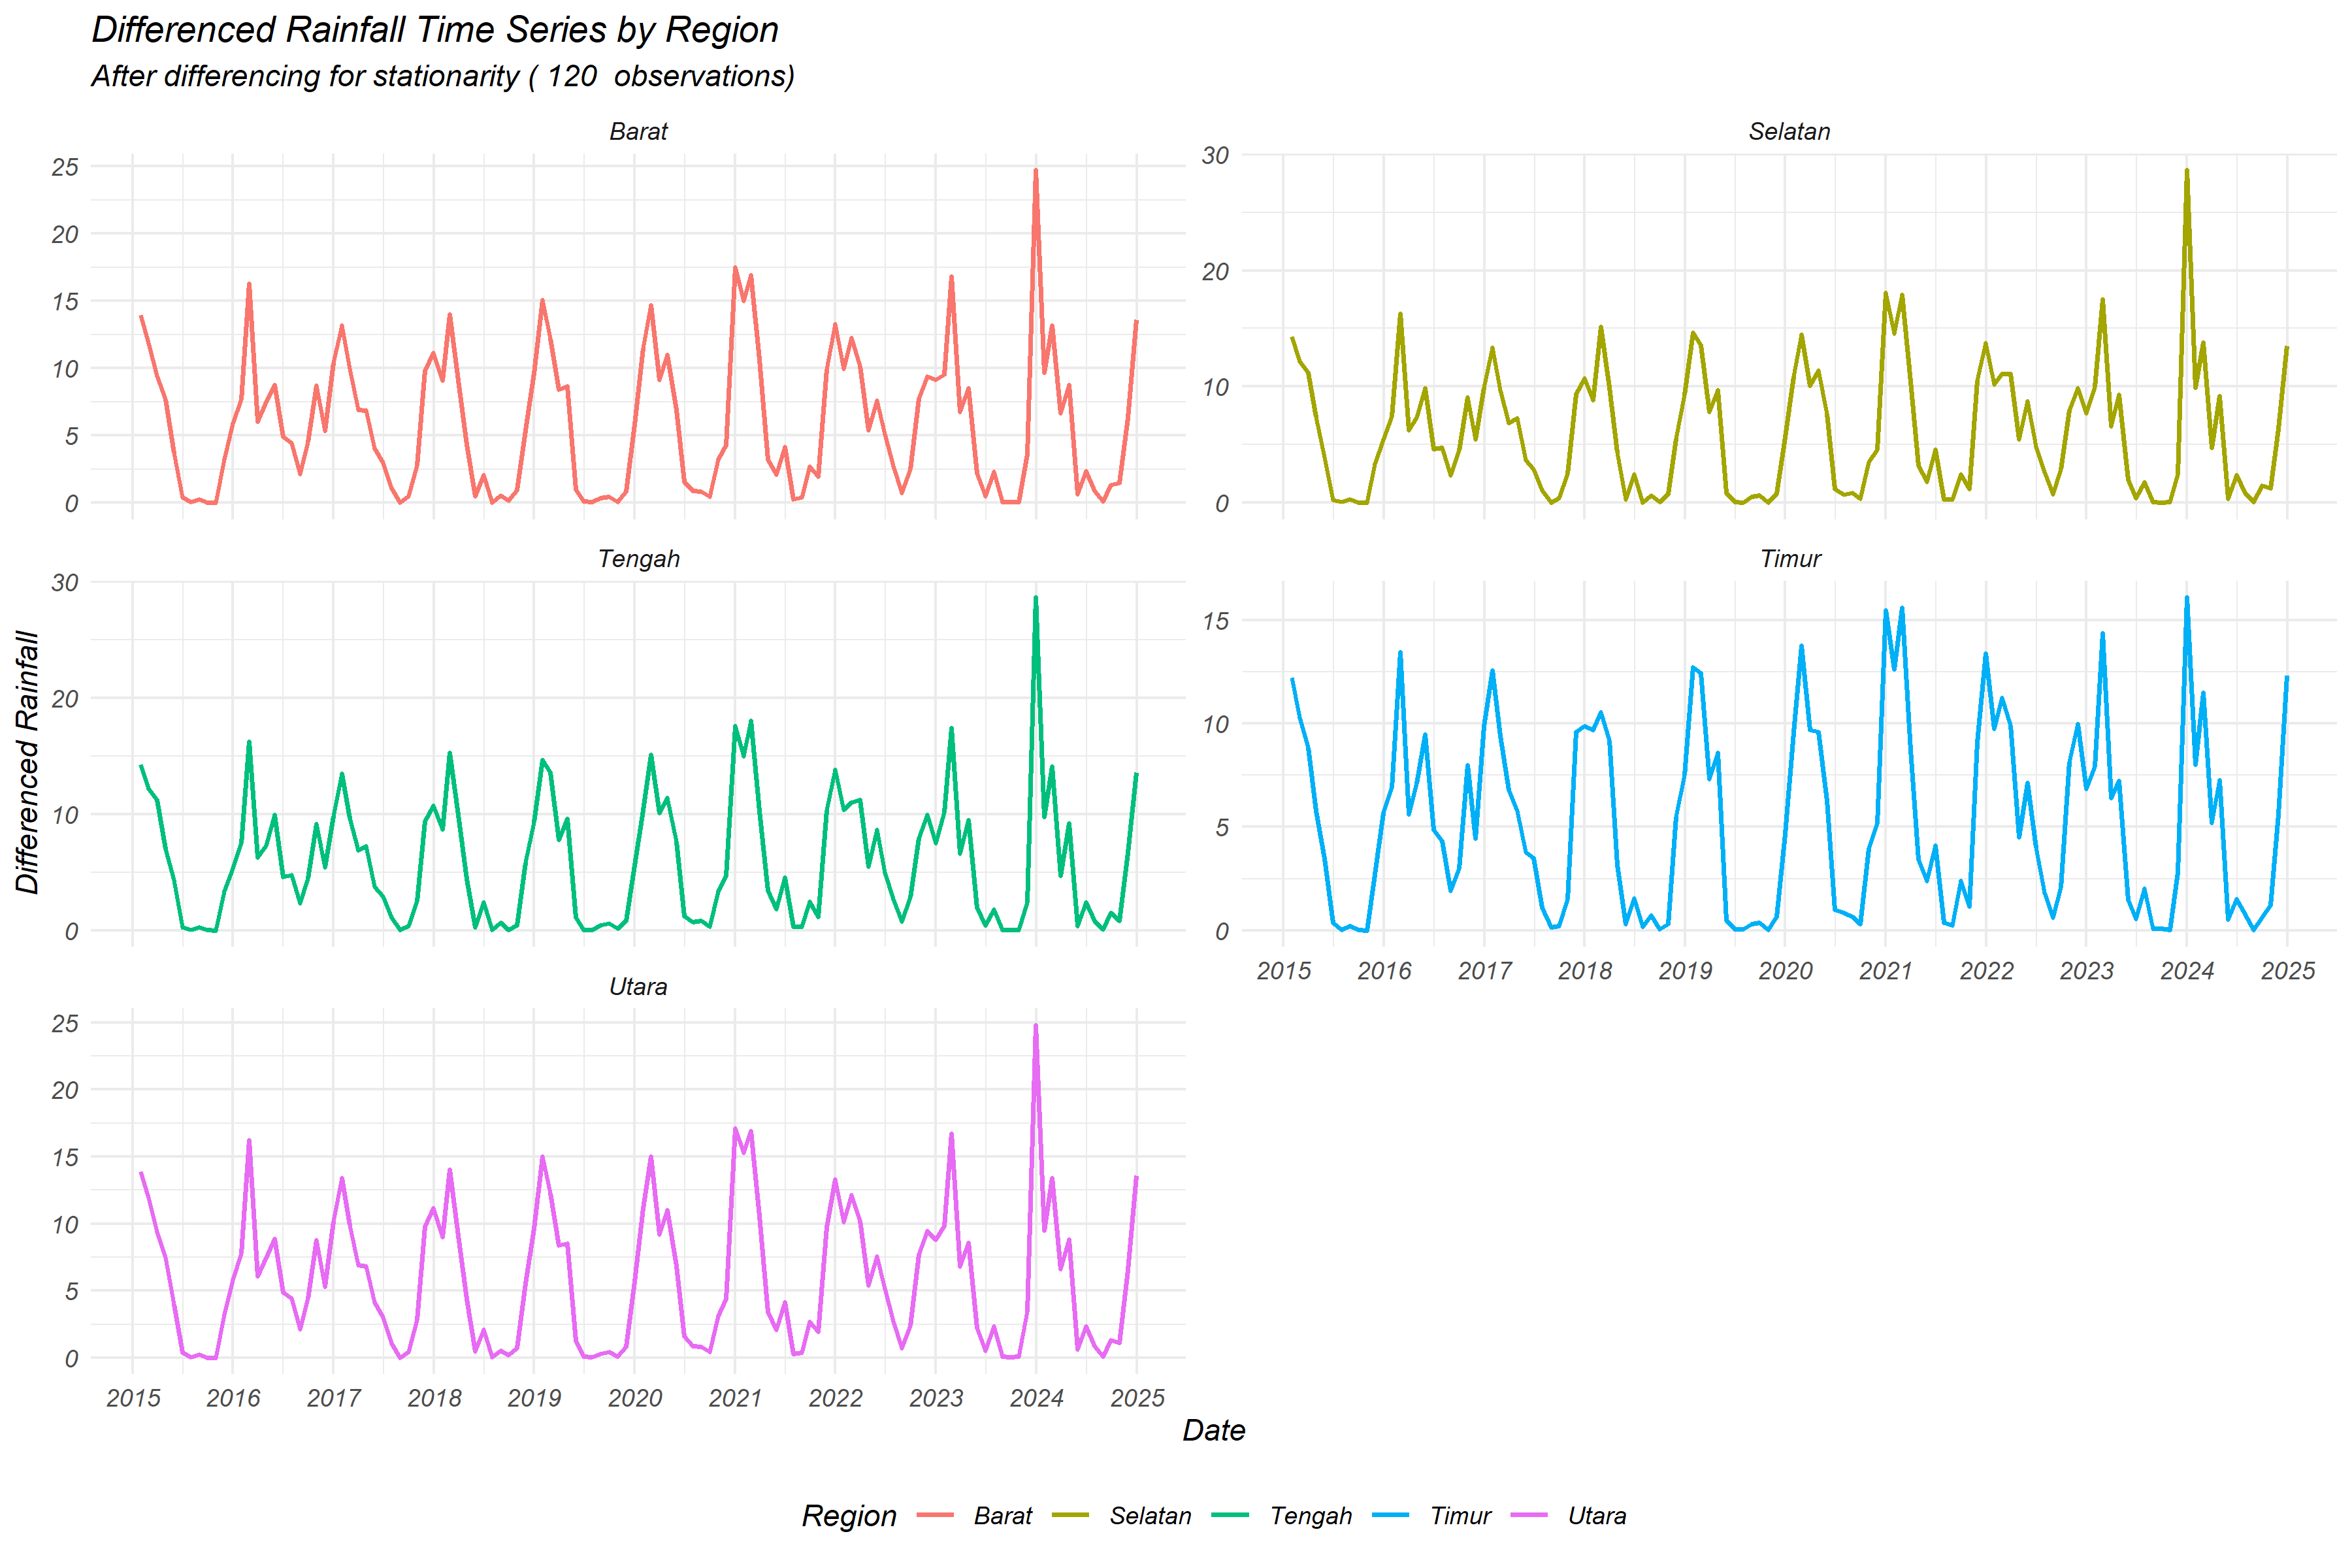 Differenced Rainfall Time Series by Region
After differencing for stationarity ( 120  observations)
Barat
25
20
15
10
5
0
Selatan
30
20
10
0
Tengah
30
20
10
0
Timur
15
10
5
0
2015 2016 2017 2018 2019 2020 2021 2022 2023 2024 2025
Utara
25
20
15
10
5
0
2015 2016 2017 2018 2019 2020 2021 2022 2023 2024 2025
Differenced Rainfall
Date
Region Barat Selatan Tengah Timur Utara